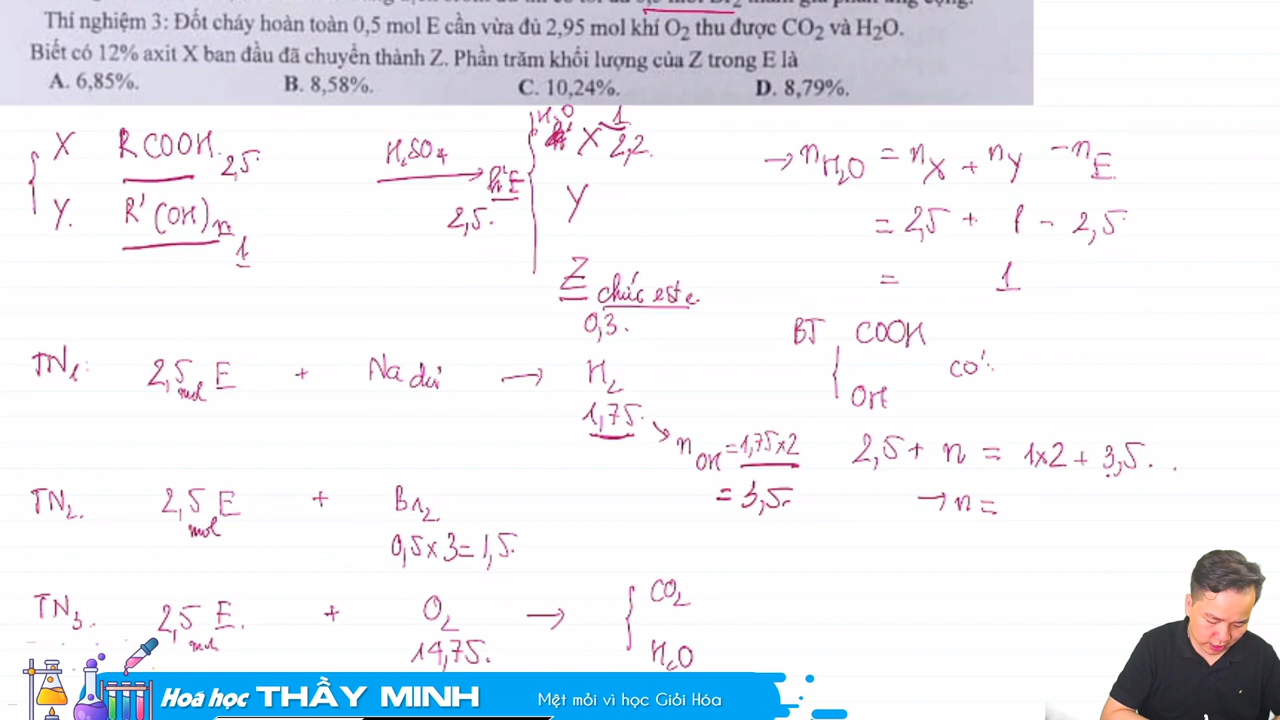 Thí nghiệm 3: Đốt cháy hoàn toàn 0,5 mol E cần vừa đủ 2,95 mol khí O₂ thu được CO₂ và H₂O.
Biết có 12% axit X ban đầu đã chuyển thành Z. Phần trăm khối lượng của Z trong E là
A. 6,85%. B. 8,58%. C. 10,24%. D. 8,79%.
X RCOOH 2,5
Y. R'(OH)n 1
H₂SO₄
E
2,5.
H₂O 1
X 2,2.
Y
Z chức este
0,3.
→ nH₂O = nX + nY - nE
= 2,5 + 1 - 2,5
= 1
BT COOH
OH
TN₁: 2,5 mol E + Na dư → H₂
1,75.
nOH = 1,75×2
= 3,5.
2,5 + n = 1×2 + 3,5...
→ n =
TN₂. 2,5 mol E + Br₂
0,5×3 = 1,5.
TN₃. 2,5 mol E. + O₂ → CO₂
14,75. H₂O
Hoá học THẦY MINH Mệt mỏi vì học Giỏi Hóa